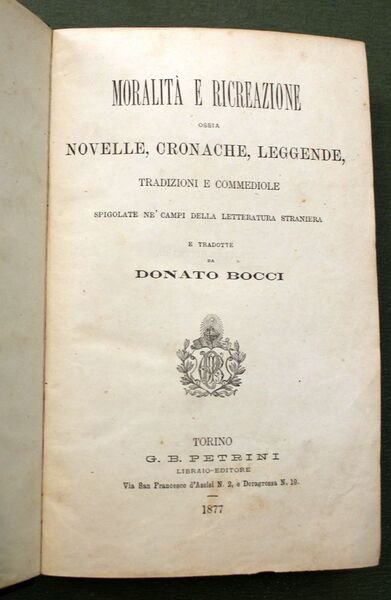 MORALITÀ E RICREAZIONE
OSSIA
NOVELLE, CRONACHE, LEGGENDE,
TRADIZIONI E COMMEDIOLE
SPIGOLATE NE' CAMPI DELLA LETTERATURA STRANIERA
E TRADOTTE
DA
DONATO BOCCI
TORINO
G. B. PETRINI
LIBRAIO-EDITORE
Via San Francesco d'Assisi N. 2, e Doragrossa N. 10.
1877